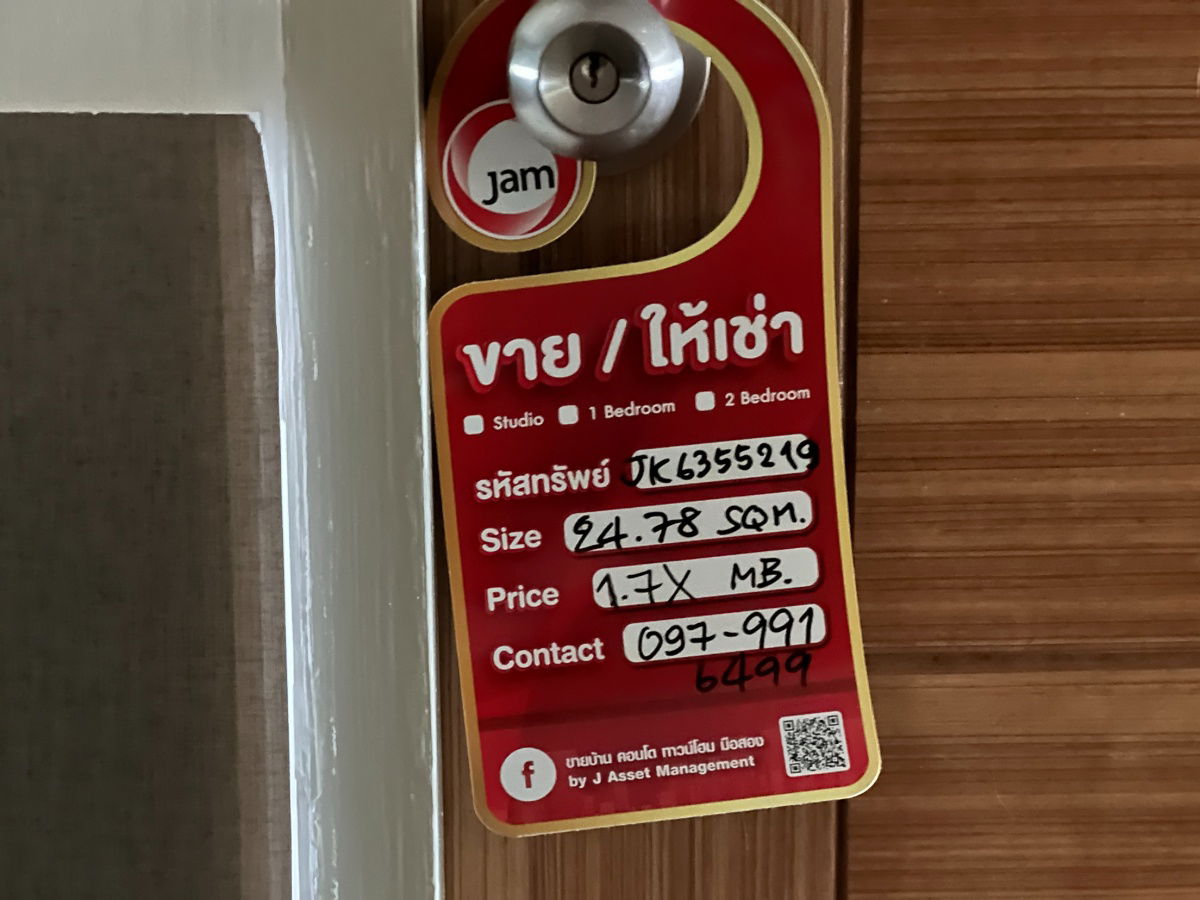 Jam
ขาย / ให้เช่า
Studio 1 Bedroom 2 Bedroom
รหัสทรัพย์ JK6355219
Size 24.78 SQM.
Price 1.7X MB.
Contact 097-991
6499
f ขายบ้าน คอนโด ทาวน์โฮม มือสอง
by J Asset Management